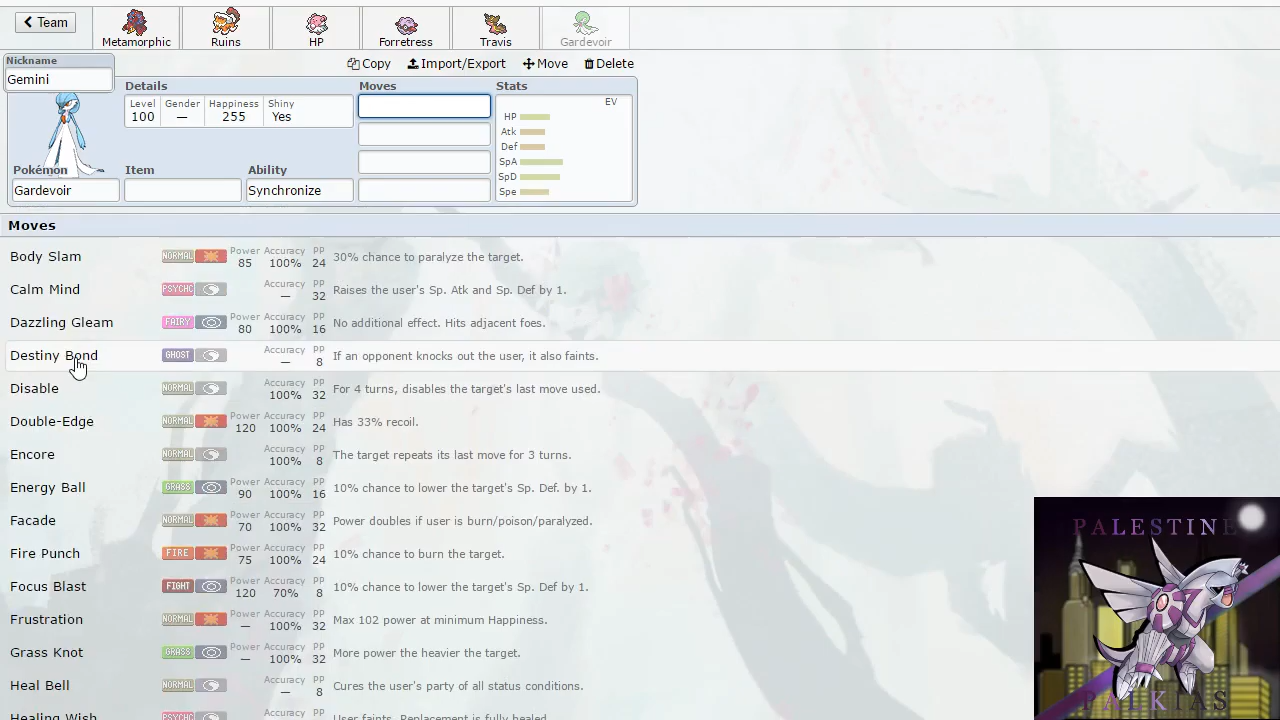 Team
Metamorphic
Ruins
HP
Forretress
Travis
Gardevoir
Nickname
Gemini
Copy
Import/Export
Move
Delete
Details
Level
100
Gender
—
Happiness
255
Shiny
Yes
Moves
Stats
EV
HP
Atk
Def
SpA
SpD
Spe
Pokémon
Gardevoir
Item
Ability
Synchronize
Moves
Body Slam NORMAL Power 85 Accuracy 100% PP 24 30% chance to paralyze the target.
Calm Mind PSYCHC Accuracy — PP 32 Raises the user's Sp. Atk and Sp. Def by 1.
Dazzling Gleam FAIRY Power 80 Accuracy 100% PP 16 No additional effect. Hits adjacent foes.
Destiny Bond GHOST Accuracy — PP 8 If an opponent knocks out the user, it also faints.
Disable NORMAL Accuracy 100% PP 32 For 4 turns, disables the target's last move used.
Double-Edge NORMAL Power 120 Accuracy 100% PP 24 Has 33% recoil.
Encore NORMAL Accuracy 100% PP 8 The target repeats its last move for 3 turns.
Energy Ball GRASS Power 90 Accuracy 100% PP 16 10% chance to lower the target's Sp. Def. by 1.
Facade NORMAL Power 70 Accuracy 100% PP 32 Power doubles if user is burn/poison/paralyzed.
Fire Punch FIRE Power 75 Accuracy 100% PP 24 10% chance to burn the target.
Focus Blast FIGHT Power 120 Accuracy 70% PP 8 10% chance to lower the target's Sp. Def by 1.
Frustration NORMAL Power — Accuracy 100% PP 32 Max 102 power at minimum Happiness.
Grass Knot GRASS Power — Accuracy 100% PP 32 More power the heavier the target.
Heal Bell NORMAL Accuracy — PP 8 Cures the user's party of all status conditions.
Healing Wish PSYCHC Accuracy PP User faints. Replacement is fully healed.
PALESTINE
PALKIAS